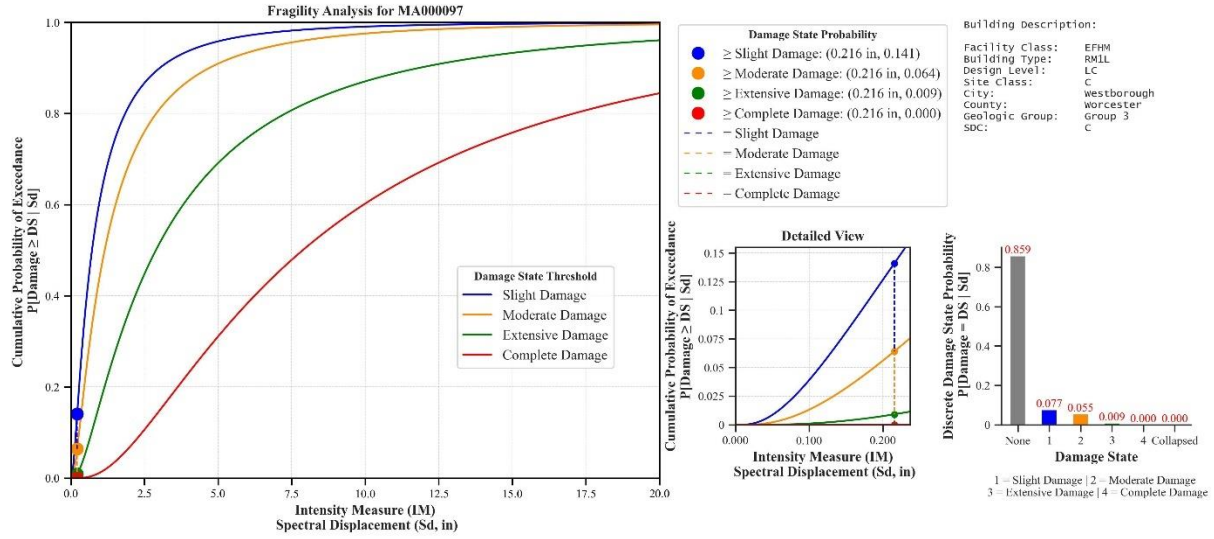 Fragility Analysis for MA000097
1.0
0.8
0.6
0.4
0.2
0.0
Cumulative Probability of Exceedance
P[Damage ≥ DS | Sd]
0.0 2.5 5.0 7.5 10.0 12.5 15.0 17.5 20.0
Intensity Measure (IM)
Spectral Displacement (Sd, in)
Damage State Threshold
Slight Damage
Moderate Damage
Extensive Damage
Complete Damage
Damage State Probability
≥ Slight Damage: (0.216 in, 0.141)
≥ Moderate Damage: (0.216 in, 0.064)
≥ Extensive Damage: (0.216 in, 0.009)
≥ Complete Damage: (0.216 in, 0.000)
= Slight Damage
= Moderate Damage
= Extensive Damage
= Complete Damage
Building Description:
Facility Class: EFHM
Building Type: RM1L
Design Level: LC
Site Class: C
City: Westborough
County: Worcester
Geologic Group: Group 3
SDC: C
Detailed View
0.15
0.125
0.1
0.075
0.05
0.025
0
Cumulative Probability of Exceedance
P[Damage ≥ DS | Sd]
0.000 0.100 0.200
Intensity Measure (IM)
Spectral Displacement (Sd, in)
0.8
0.6
0.4
0.2
0
Discrete Damage State Probability
P[Damage = DS | Sd]
0.859
0.077 0.055 0.009 0.000 0.000
None 1 2 3 4 Collapsed
Damage State
1 = Slight Damage | 2 = Moderate Damage
3 = Extensive Damage | 4 = Complete Damage